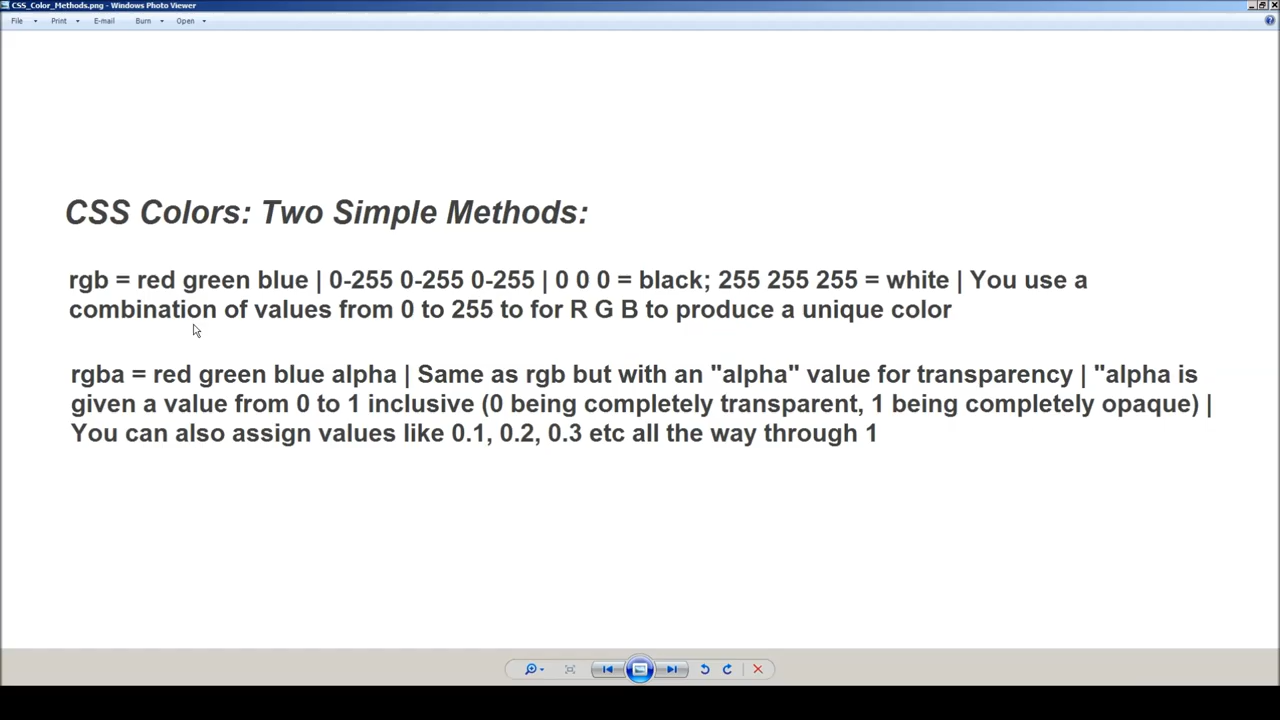 CSS_Color_Methods.png - Windows Photo Viewer
File Print E-mail Burn Open
CSS Colors: Two Simple Methods:
rgb = red green blue | 0-255 0-255 0-255 | 0 0 0 = black; 255 255 255 = white | You use a
combination of values from 0 to 255 to for R G B to produce a unique color
rgba = red green blue alpha | Same as rgb but with an "alpha" value for transparency | "alpha is
given a value from 0 to 1 inclusive (0 being completely transparent, 1 being completely opaque) |
You can also assign values like 0.1, 0.2, 0.3 etc all the way through 1